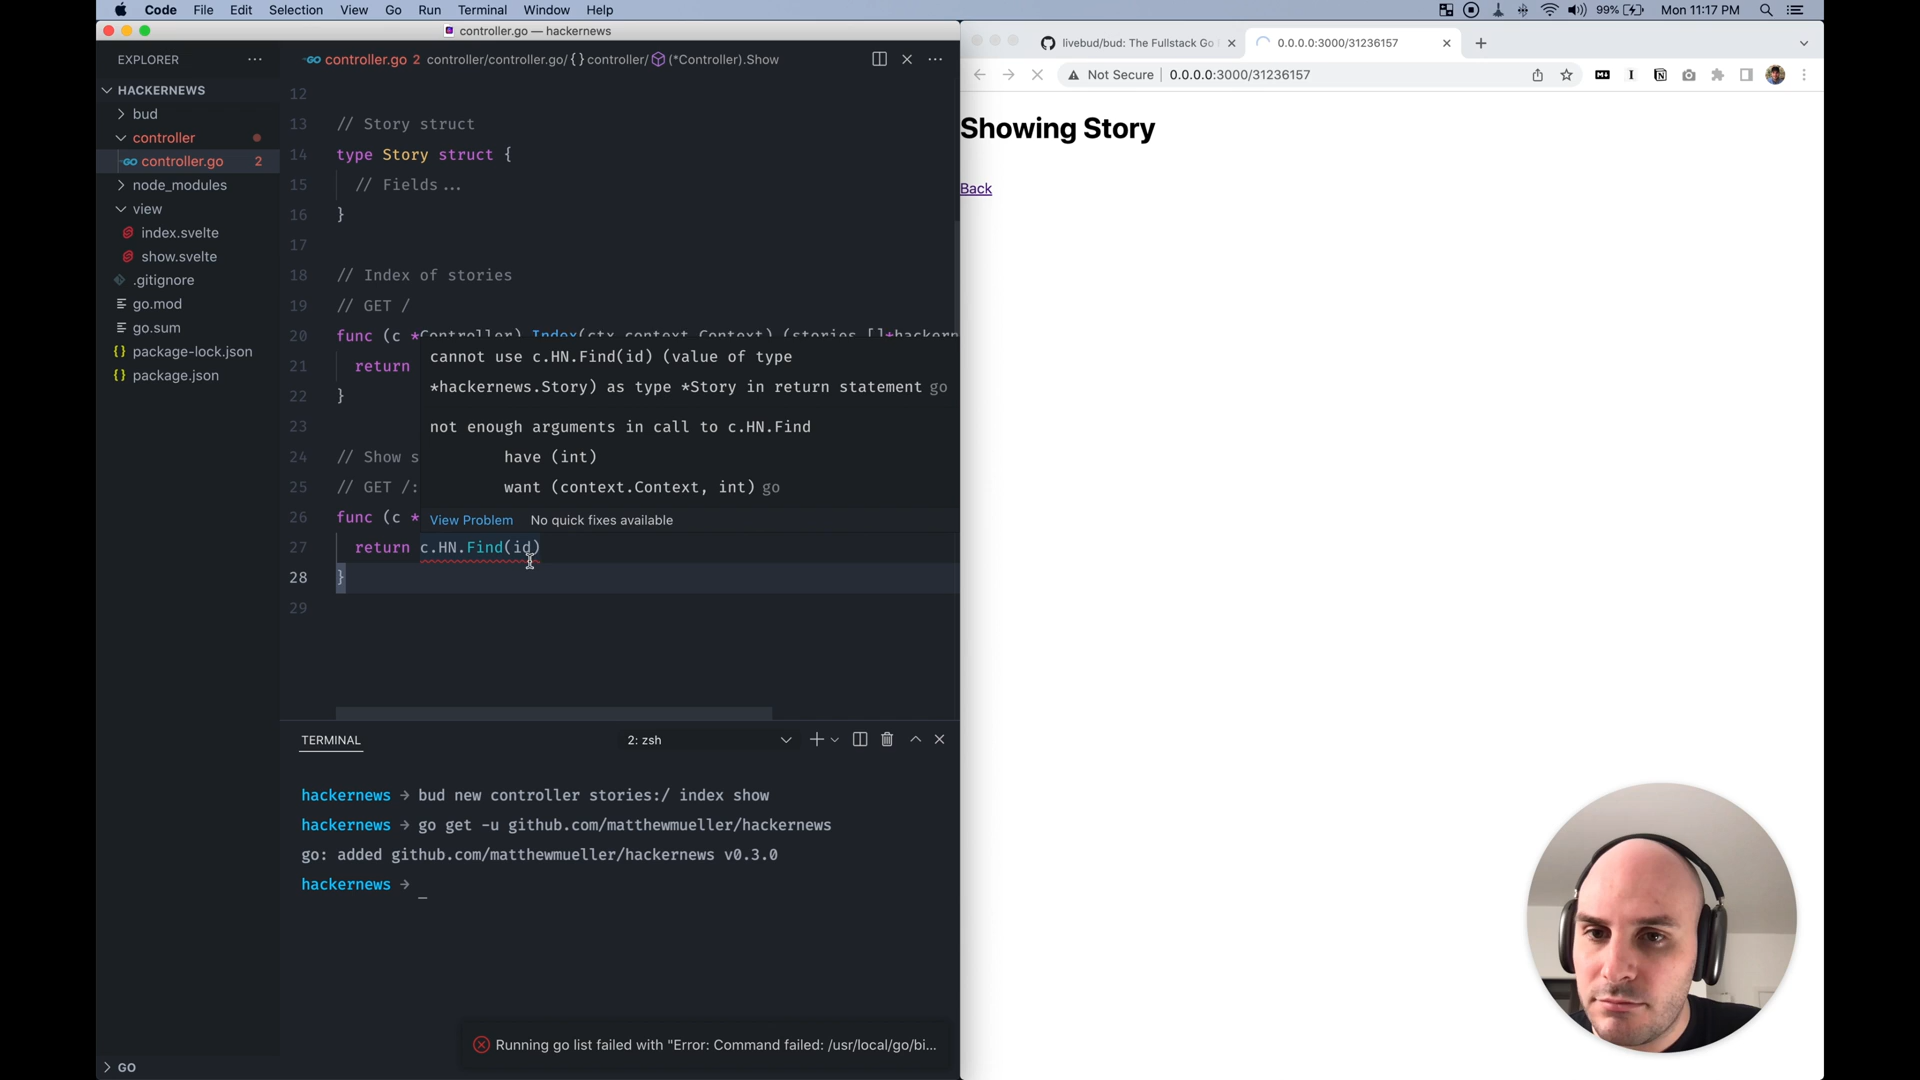 Code File Edit Selection View Go Run Terminal Window Help
99% Mon 11:17 PM
controller.go — hackernews
EXPLORER
HACKERNEWS
bud
controller
controller.go 2
node_modules
view
index.svelte
show.svelte
.gitignore
go.mod
go.sum
package-lock.json
package.json
GO
controller.go 2 controller/controller.go/{} controller/ (*Controller).Show
12
13 // Story struct
14 type Story struct {
15 // Fields...
16 }
17
18 // Index of stories
19 // GET /
20 func (c *Controller) Index(ctx context.Context) (stories []*hackern
21 return
22 }
23
24 // Show s
25 // GET /:
26 func (c *
27 return c.HN.Find(id)
28 }
29
cannot use c.HN.Find(id) (value of type
*hackernews.Story) as type *Story in return statement go
not enough arguments in call to c.HN.Find
have (int)
want (context.Context, int) go
View Problem No quick fixes available
TERMINAL
2: zsh
hackernews → bud new controller stories:/ index show
hackernews → go get -u github.com/matthewmueller/hackernews
go: added github.com/matthewmueller/hackernews v0.3.0
hackernews → _
Running go list failed with "Error: Command failed: /usr/local/go/bi...
livebud/bud: The Fullstack Go
0.0.0.0:3000/31236157
Not Secure 0.0.0.0:3000/31236157
Showing Story
Back